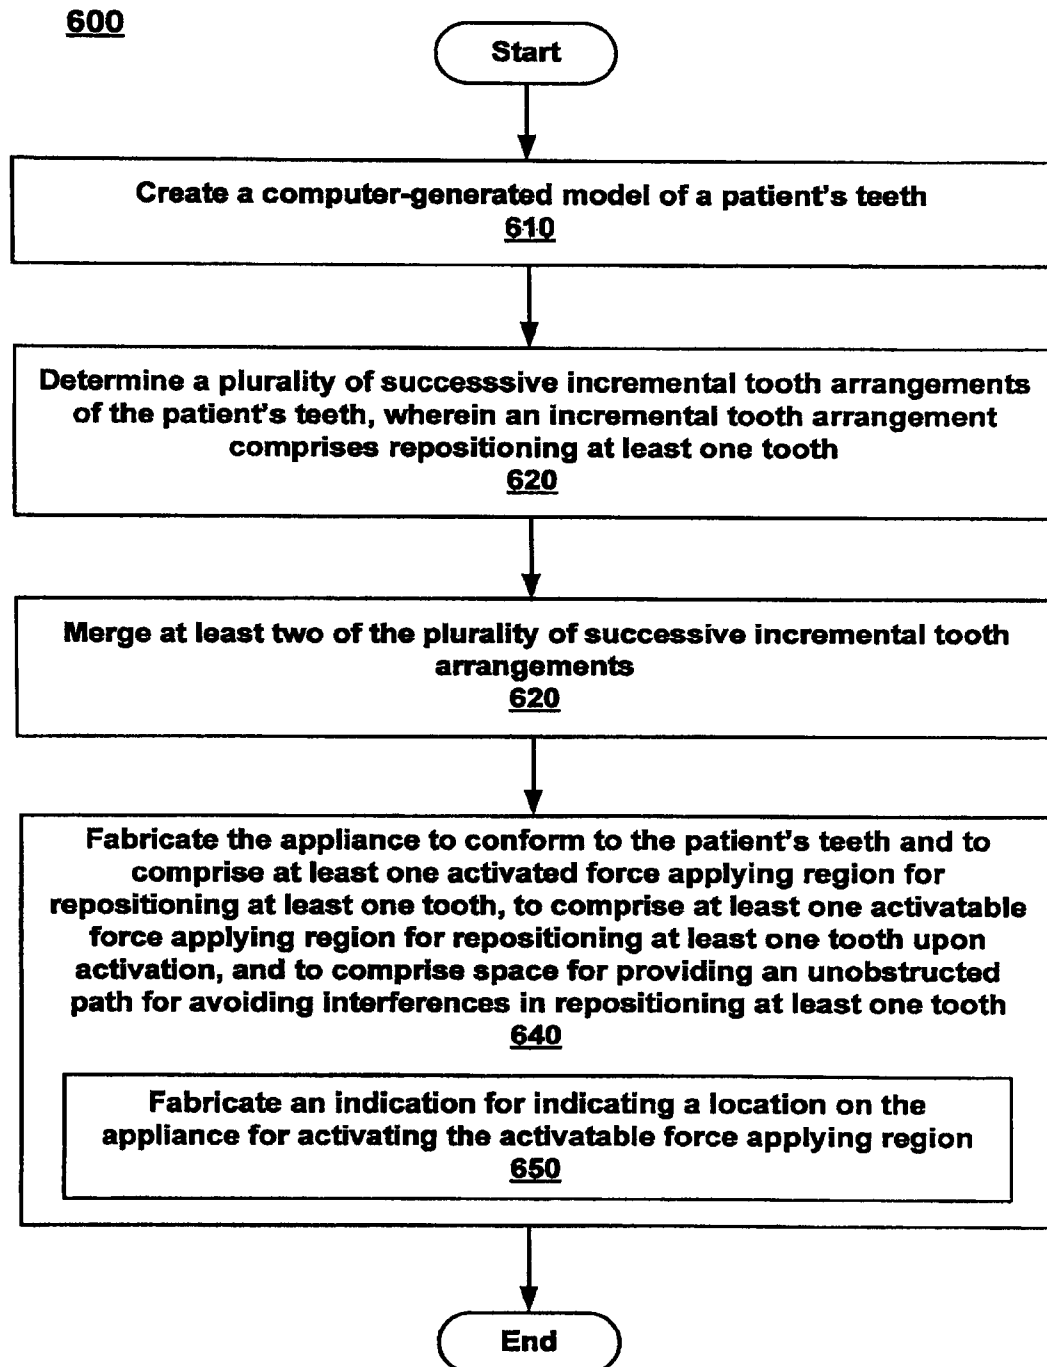 600
Start
Create a computer-generated model of a patient's teeth
610
Determine a plurality of successsive incremental tooth arrangements
of the patient's teeth, wherein an incremental tooth arrangement
comprises repositioning at least one tooth
620
Merge at least two of the plurality of successive incremental tooth
arrangements
620
Fabricate the appliance to conform to the patient's teeth and to
comprise at least one activated force applying region for
repositioning at least one tooth, to comprise at least one activatable
force applying region for repositioning at least one tooth upon
activation, and to comprise space for providing an unobstructed
path for avoiding interferences in repositioning at least one tooth
640
Fabricate an indication for indicating a location on the
appliance for activating the activatable force applying region
650
End